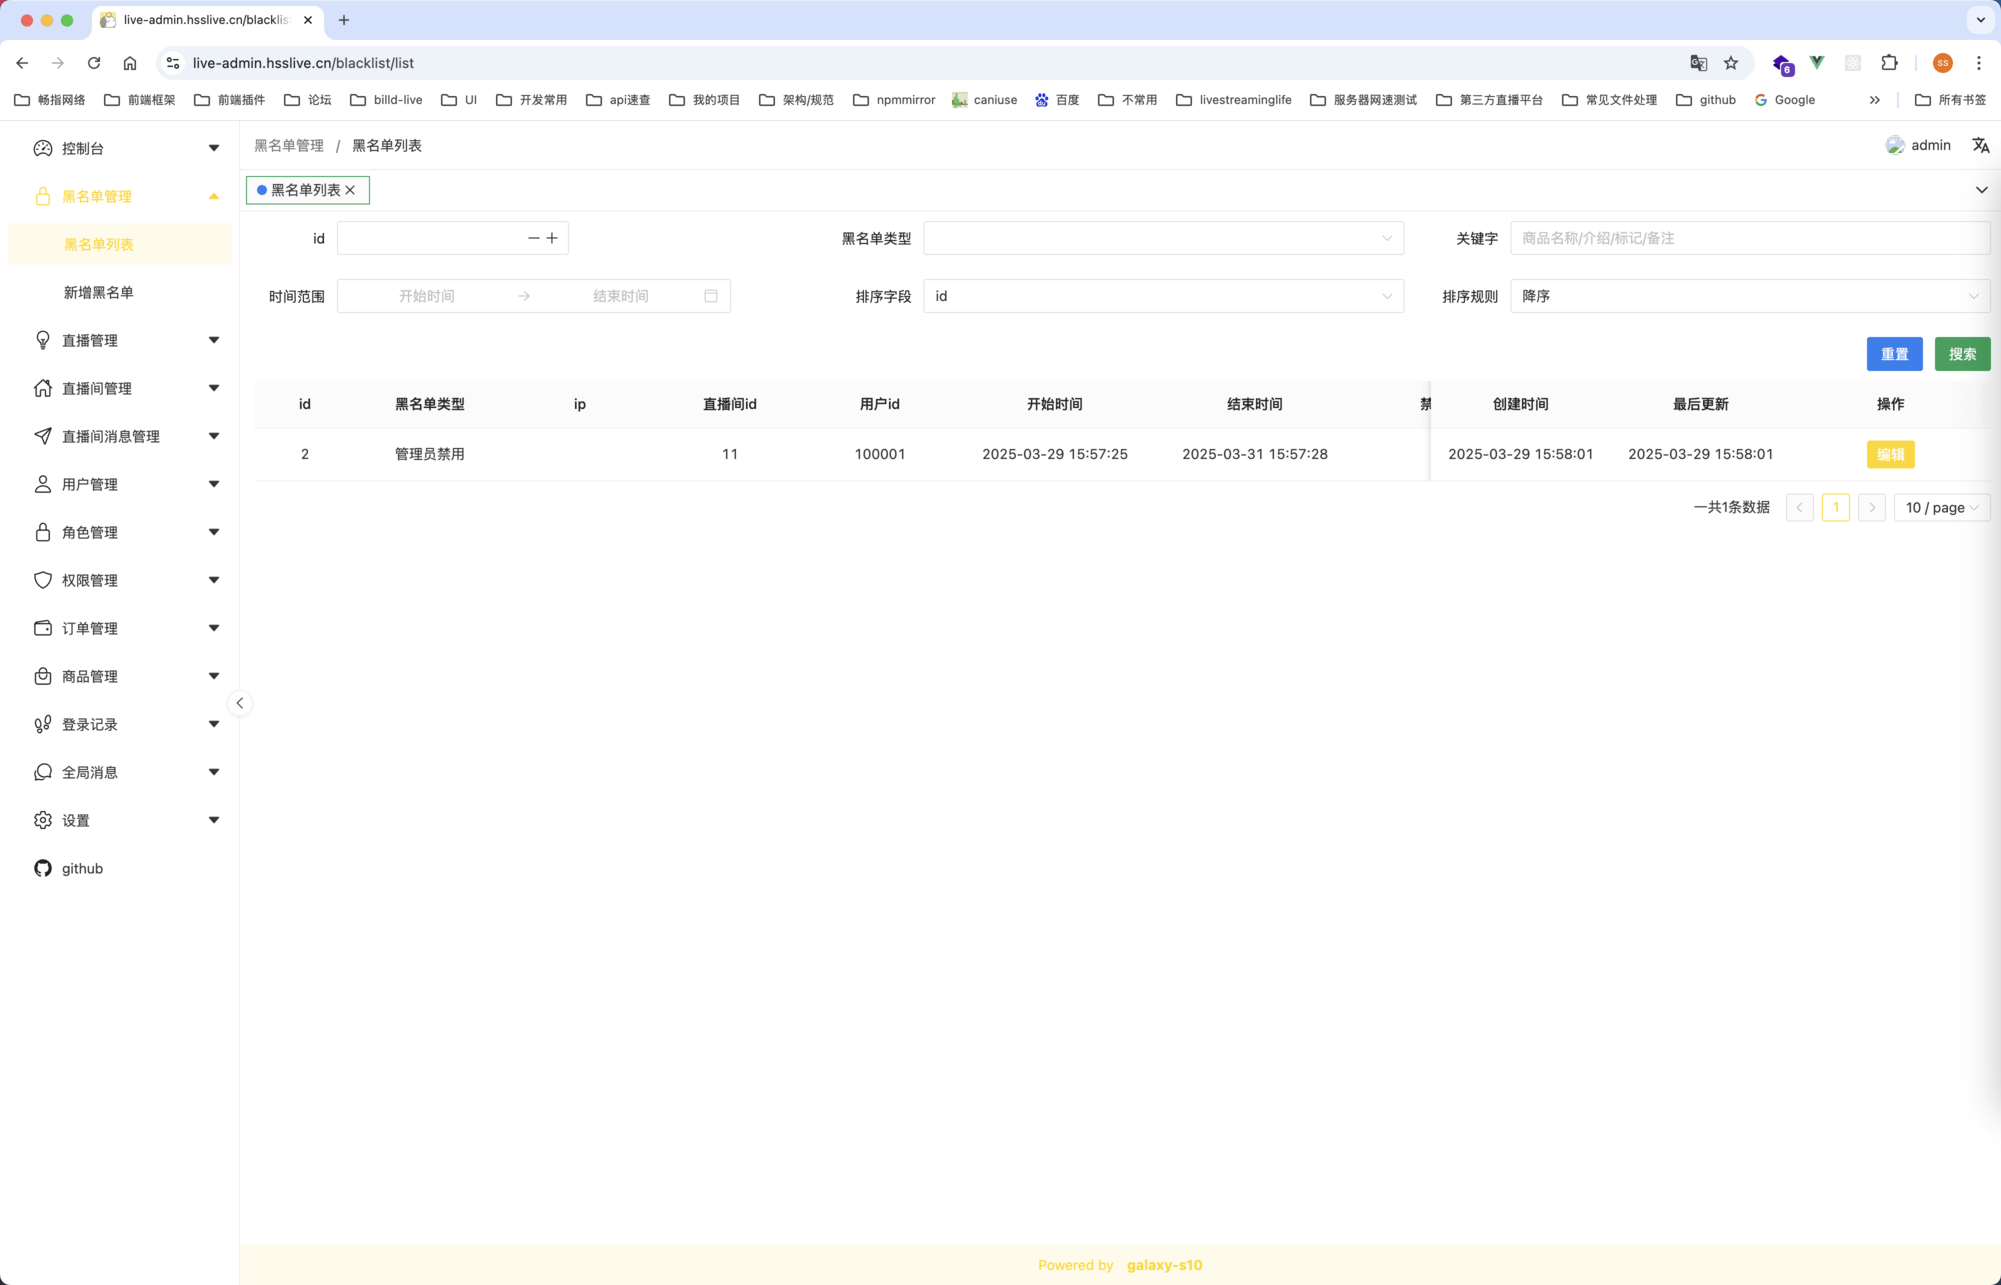 live-admin.hsslive.cn/blacklis
live-admin.hsslive.cn/blacklist/list
6
ss
畅指网络 前端框架 前端插件 论坛 billd-live UI 开发常用 api速查 我的项目 架构/规范 npmmirror caniuse 百度 不常用 livestreaminglife 服务器网速测试 第三方直播平台 常见文件处理 github Google 所有书签
控制台
黑名单管理
黑名单列表
新增黑名单
直播管理
直播间管理
直播间消息管理
用户管理
角色管理
权限管理
订单管理
商品管理
登录记录
全局消息
设置
github
黑名单管理 / 黑名单列表
admin
黑名单列表
id 黑名单类型 关键字 商品名称/介绍/标记/备注
时间范围 开始时间 → 结束时间 排序字段 id 排序规则 降序
重置 搜索
id 黑名单类型 ip 直播间id 用户id 开始时间 结束时间 禁 创建时间 最后更新 操作
2 管理员禁用 11 100001 2025-03-29 15:57:25 2025-03-31 15:57:28 2025-03-29 15:58:01 2025-03-29 15:58:01 编辑
一共1条数据 1 10 / page
Powered by galaxy-s10